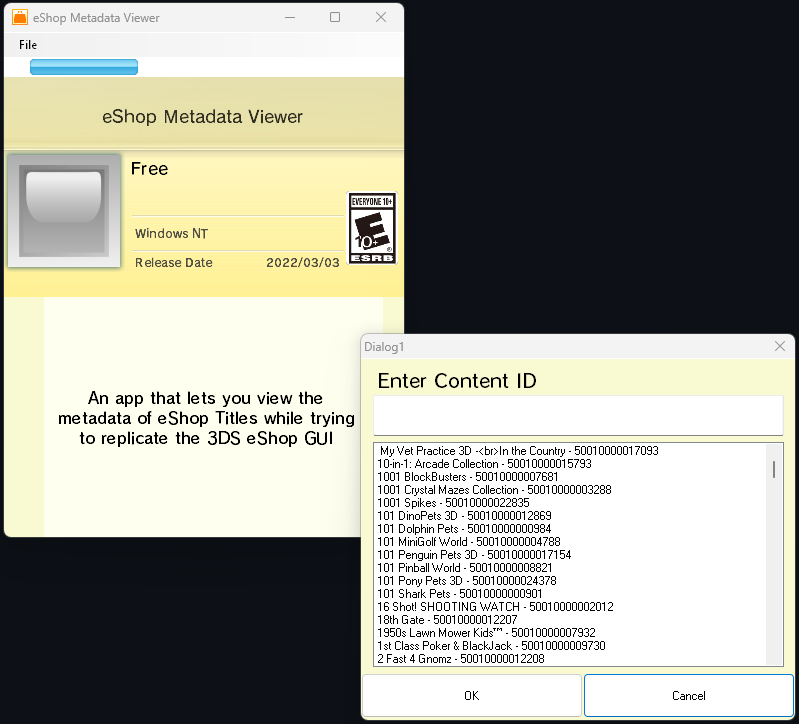 eShop Metadata Viewer
File
eShop Metadata Viewer
Free
Windows NT
Release Date 2022/03/03
EVERYONE 10+
E
10+
ESRB
An app that lets you view the
metadata of eShop Titles while trying
to replicate the 3DS eShop GUI
Dialog1
Enter Content ID
My Vet Practice 3D -<br>In the Country - 50010000017093
10-in-1: Arcade Collection - 50010000015793
1001 BlockBusters - 50010000007681
1001 Crystal Mazes Collection - 50010000003288
1001 Spikes - 50010000022835
101 DinoPets 3D - 50010000012869
101 Dolphin Pets - 50010000000984
101 MiniGolf World - 50010000004788
101 Penguin Pets 3D - 50010000017154
101 Pinball World - 50010000008821
101 Pony Pets 3D - 50010000024378
101 Shark Pets - 50010000000901
16 Shot! SHOOTING WATCH - 50010000002012
18th Gate - 50010000012207
1950s Lawn Mower Kids™ - 50010000007932
1st Class Poker & BlackJack - 50010000009730
2 Fast 4 Gnomz - 50010000012208
OK
Cancel